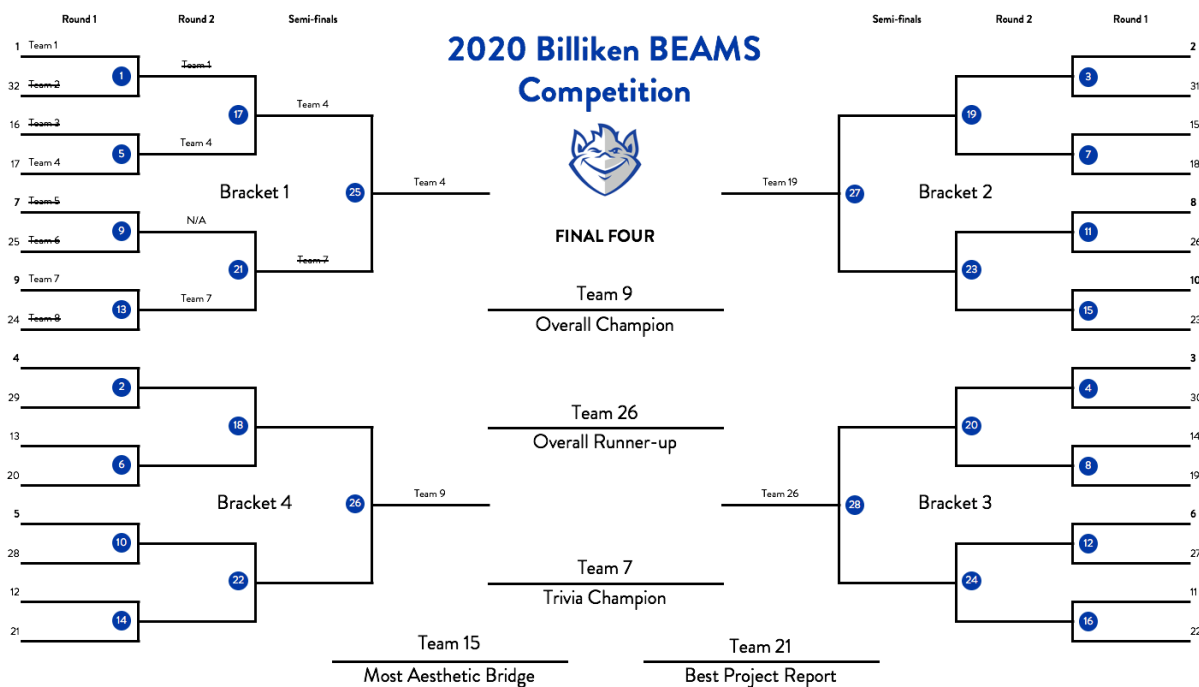 Round 1 Round 2 Semi-finals Semi-finals Round 2 Round 1
2020 Billiken BEAMS
Competition
1 Team 1
1
32 Team 2
Team 1
17
Team 4
16 Team 3
5
17 Team 4
Team 4
Bracket 1
25
Team 4
7 Team 5
9
25 Team 6
N/A
21
Team 7
9 Team 7
13
24 Team 8
Team 7
2
3
31
19
15
7
18
Bracket 2
27
Team 19
8
11
26
23
10
15
23
FINAL FOUR
Team 9
Overall Champion
Team 26
Overall Runner-up
Team 7
Trivia Champion
4
2
29
18
13
6
20
Bracket 4
26
Team 9
5
10
28
22
12
14
21
3
4
30
20
14
8
19
Bracket 3
28
Team 26
6
12
27
24
11
16
22
Team 15
Most Aesthetic Bridge
Team 21
Best Project Report